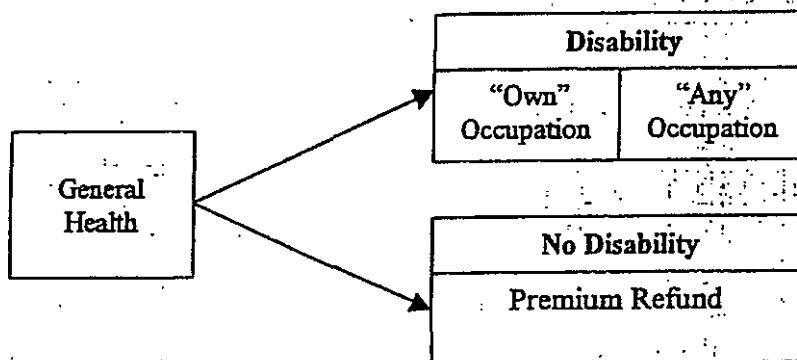 General
Health
Disability
"Own"
Occupation
"Any"
Occupation
No Disability
Premium Refund